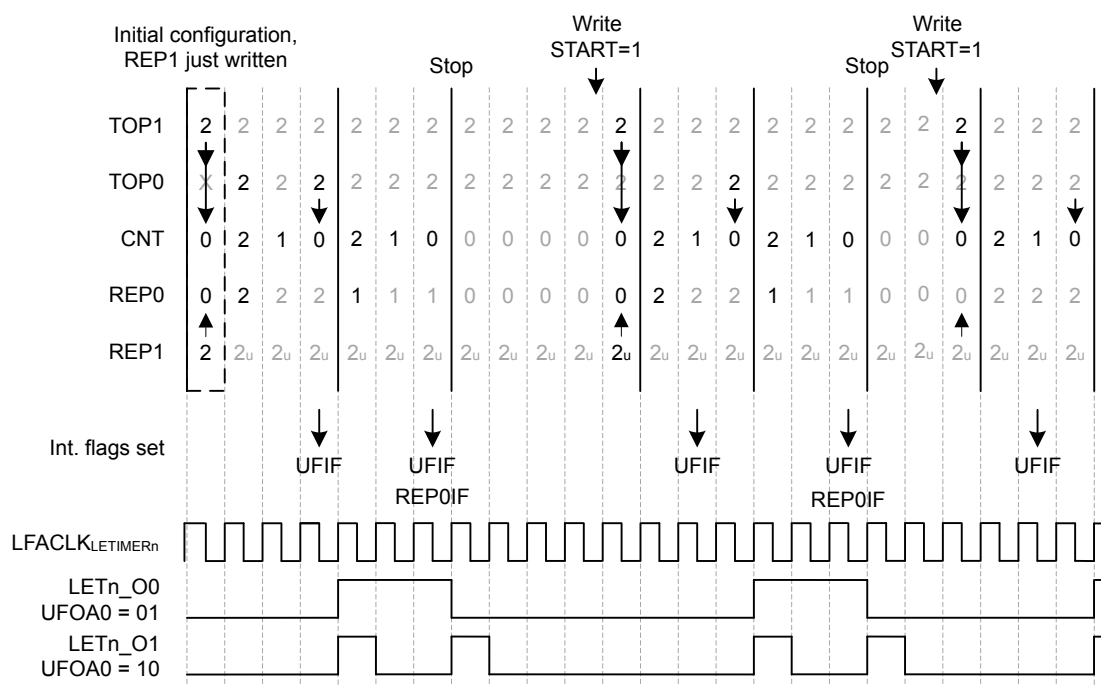 Initial configuration,
REP1 just written
Stop
Write
START=1
Stop
Write
START=1
TOP1 2 2 2 2 2 2 2 2 2 2 2 2 2 2 2 2 2 2 2 2 2 2 2 2
TOP0 X 2 2 2 2 2 2 2 2 2 2 2 2 2 2 2 2 2 2 2 2 2 2 2
CNT 0 2 1 0 2 1 0 0 0 0 0 0 2 1 0 2 1 0 0 0 0 2 1 0
REP0 0 2 2 2 1 1 1 0 0 0 0 0 2 2 2 1 1 1 0 0 0 2 2 2
REP1 2 2u 2u 2u 2u 2u 2u 2u 2u 2u 2u 2u 2u 2u 2u 2u 2u 2u 2u 2u 2u 2u 2u 2u
Int. flags set
UFIF UFIF UFIF UFIF UFIF
REP0IF REP0IF
LFACLKLETIMERn
LETn_O0
UFOA0 = 01
LETn_O1
UFOA0 = 10